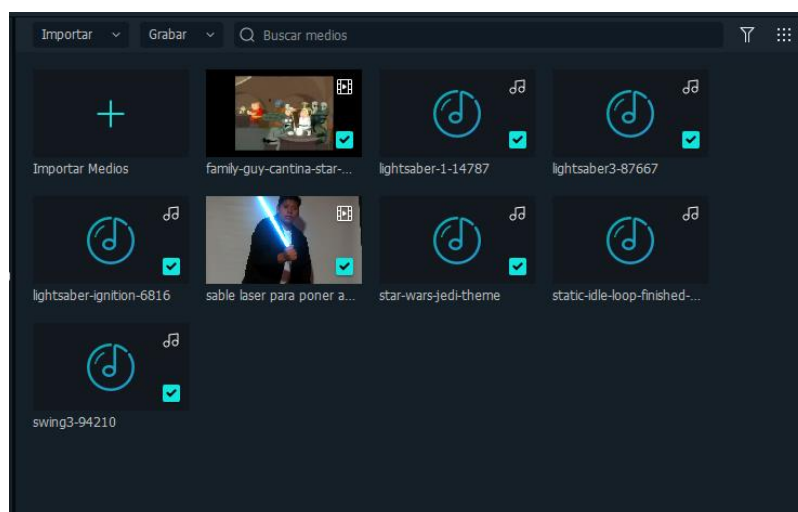 Importar Grabar Buscar medios
Importar Medios family-guy-cantina-star-... lightsaber-1-14787 lightsaber3-87667
lightsaber-ignition-6816 sable laser para poner a... star-wars-jedi-theme static-idle-loop-finished-...
swing3-94210